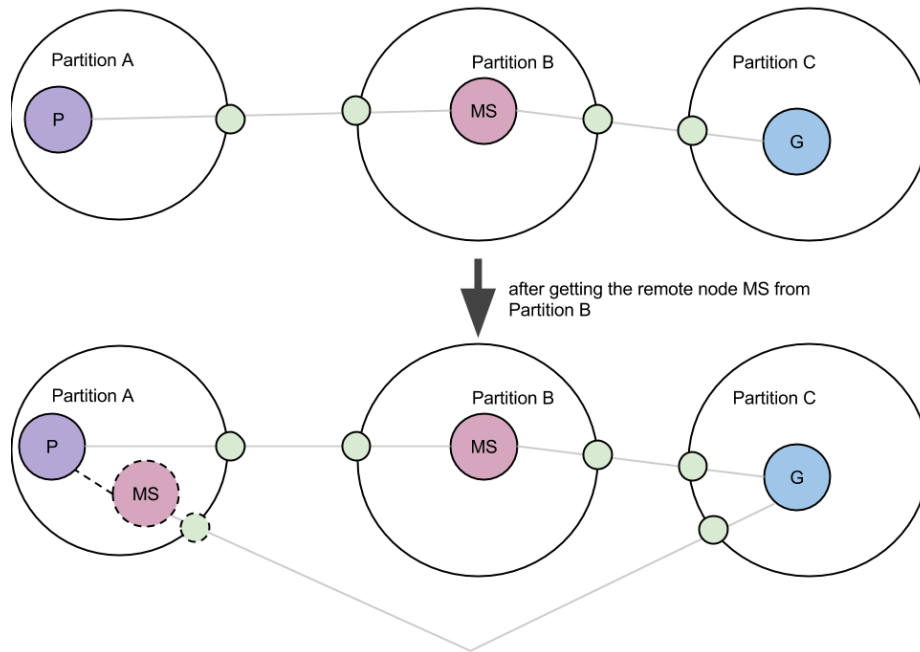 Partition A
Partition B
Partition C
P
MS
G
after getting the remote node MS from
Partition B
Partition A
Partition B
Partition C
P
MS
MS
G